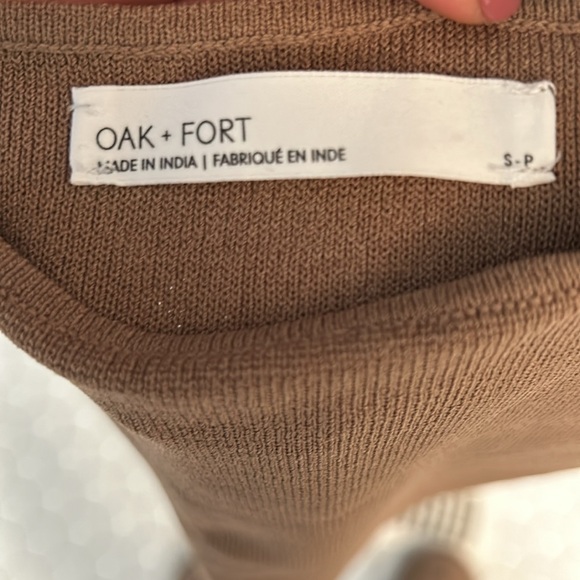 OAK + FORT
MADE IN INDIA | FABRIQUÉ EN INDE
S - P